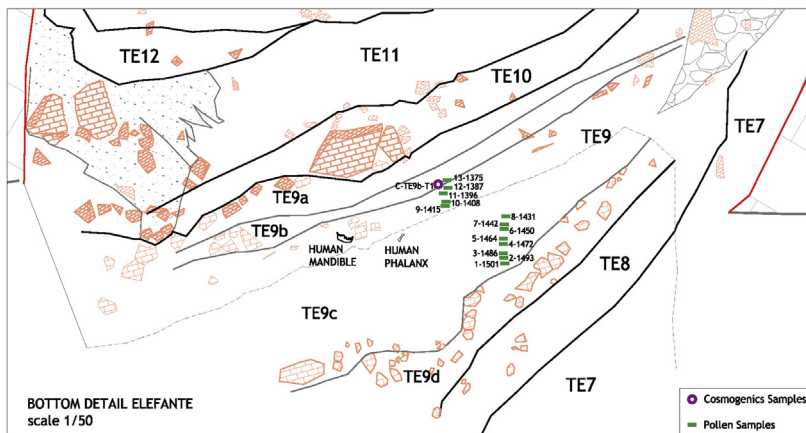 TE12
TE11
TE10
TE9
TE7
C-TE9b-T1
13-1375
12-1387
11-1396
10-1408
9-1415
TE9a
TE9b
HUMAN
MANDIBLE
HUMAN
PHALANX
8-1431
7-1442
6-1450
5-1464
4-1472
3-1486
2-1493
1-1501
TE8
TE9c
TE9d
TE7
BOTTOM DETAIL ELEFANTE
scale 1/50
Cosmogenics Samples
Pollen Samples